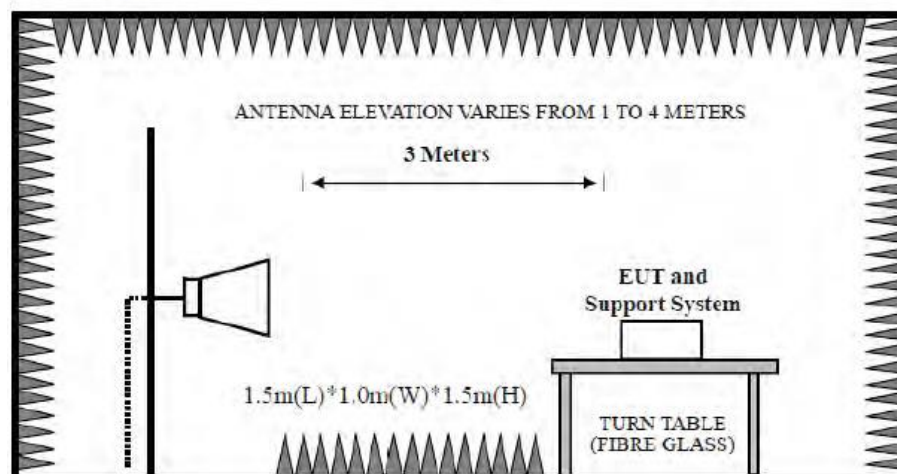 ANTENNA ELEVATION VARIES FROM 1 TO 4 METERS
3 Meters
EUT and
Support System
1.5m(L)*1.0m(W)*1.5m(H)
TURN TABLE
(FIBRE GLASS)